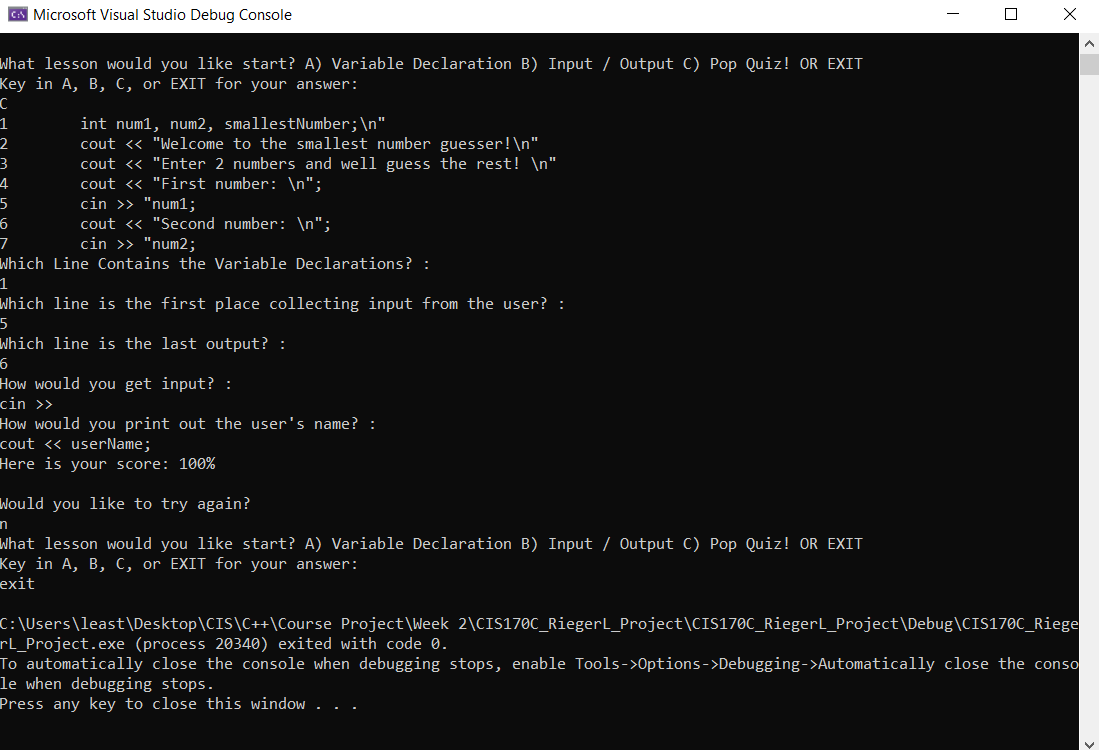 Microsoft Visual Studio Debug Console
What lesson would you like start? A) Variable Declaration B) Input / Output C) Pop Quiz! OR EXIT
Key in A, B, C, or EXIT for your answer:
C
1        int num1, num2, smallestNumber;\n"
2        cout << "Welcome to the smallest number guesser!\n"
3        cout << "Enter 2 numbers and well guess the rest! \n"
4        cout << "First number: \n";
5        cin >> "num1;
6        cout << "Second number: \n";
7        cin >> "num2;
Which Line Contains the Variable Declarations? :
1
Which line is the first place collecting input from the user? :
5
Which line is the last output? :
6
How would you get input? :
cin >>
How would you print out the user's name? :
cout << userName;
Here is your score: 100%
Would you like to try again?
n
What lesson would you like start? A) Variable Declaration B) Input / Output C) Pop Quiz! OR EXIT
Key in A, B, C, or EXIT for your answer:
exit
C:\Users\least\Desktop\CIS\C++\Course Project\Week 2\CIS170C_RiegerL_Project\CIS170C_RiegerL_Project\Debug\CIS170C_Riege
rL_Project.exe (process 20340) exited with code 0.
To automatically close the console when debugging stops, enable Tools->Options->Debugging->Automatically close the conso
le when debugging stops.
Press any key to close this window . . .